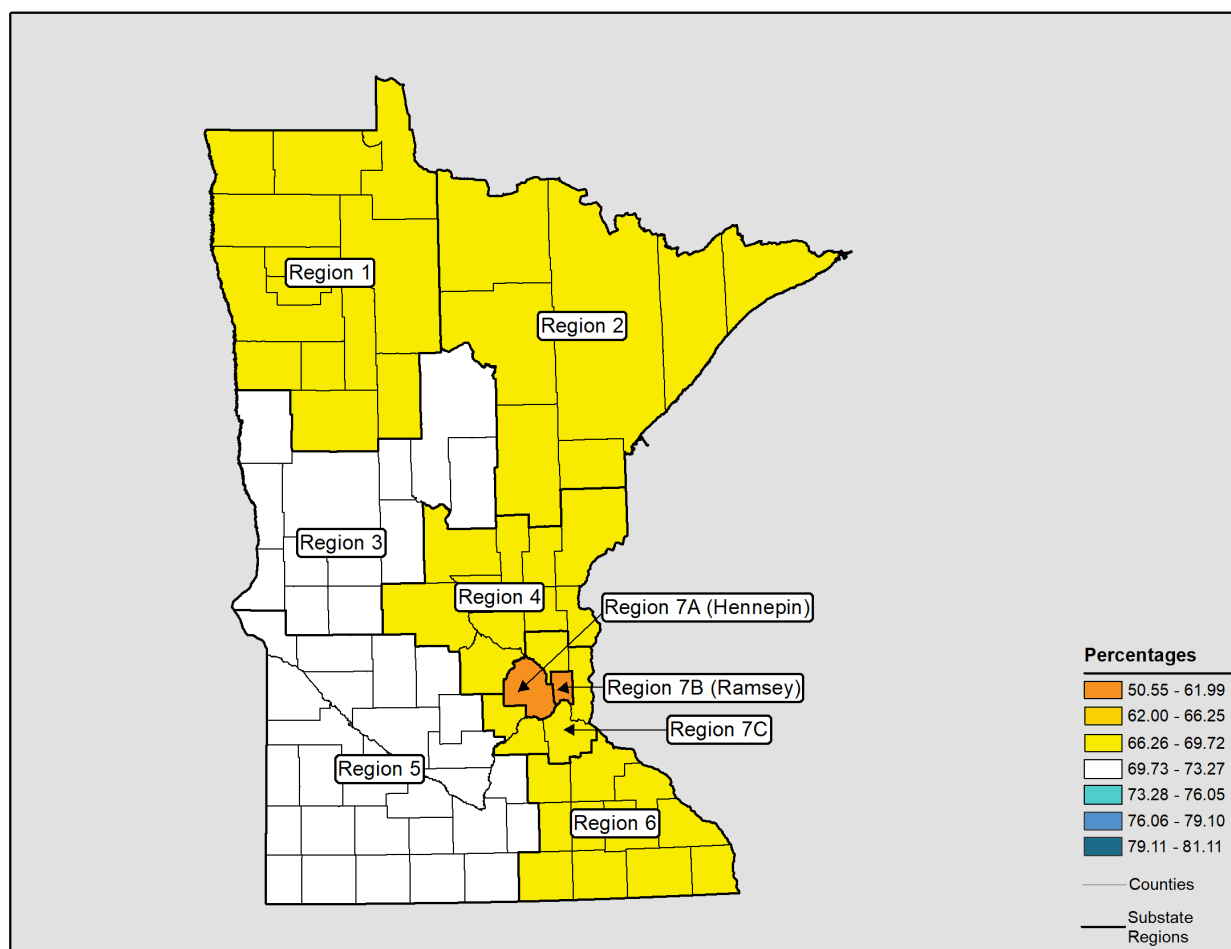 Region 1
Region 2
Region 3
Region 4
Region 7A (Hennepin)
Region 7B (Ramsey)
Region 7C
Region 5
Region 6
Percentages
50.55 - 61.99
62.00 - 66.25
66.26 - 69.72
69.73 - 73.27
73.28 - 76.05
76.06 - 79.10
79.11 - 81.11
Counties
Substate
Regions